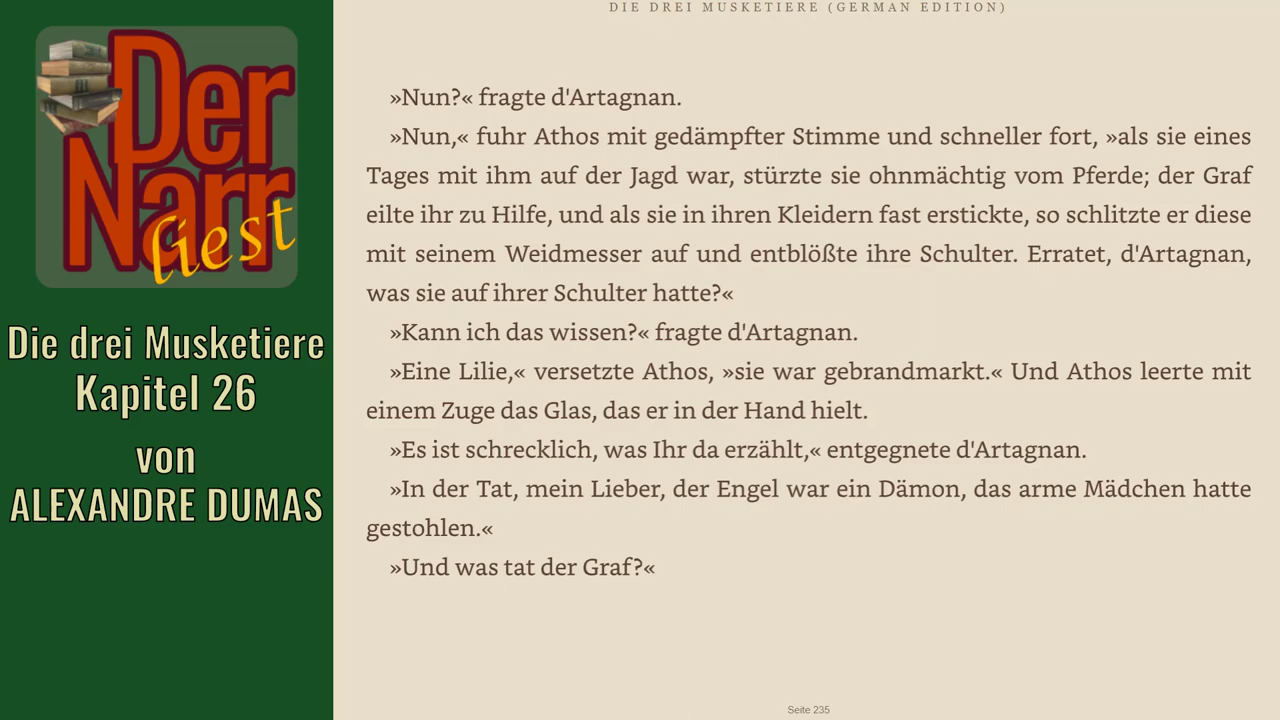 Der
Narr
liest
Die drei Musketiere
Kapitel 26
von
ALEXANDRE DUMAS
DIE DREI MUSKETIERE (GERMAN EDITION)
»Nun?« fragte d'Artagnan.
»Nun,« fuhr Athos mit gedämpfter Stimme und schneller fort, »als sie eines
Tages mit ihm auf der Jagd war, stürzte sie ohnmächtig vom Pferde; der Graf
eilte ihr zu Hilfe, und als sie in ihren Kleidern fast erstickte, so schlitzte er diese
mit seinem Weidmesser auf und entblößte ihre Schulter. Erratet, d'Artagnan,
was sie auf ihrer Schulter hatte?«
»Kann ich das wissen?« fragte d'Artagnan.
»Eine Lilie,« versetzte Athos, »sie war gebrandmarkt.« Und Athos leerte mit
einem Zuge das Glas, das er in der Hand hielt.
»Es ist schrecklich, was Ihr da erzählt,« entgegnete d'Artagnan.
»In der Tat, mein Lieber, der Engel war ein Dämon, das arme Mädchen hatte
gestohlen.«
»Und was tat der Graf?«
Seite 235